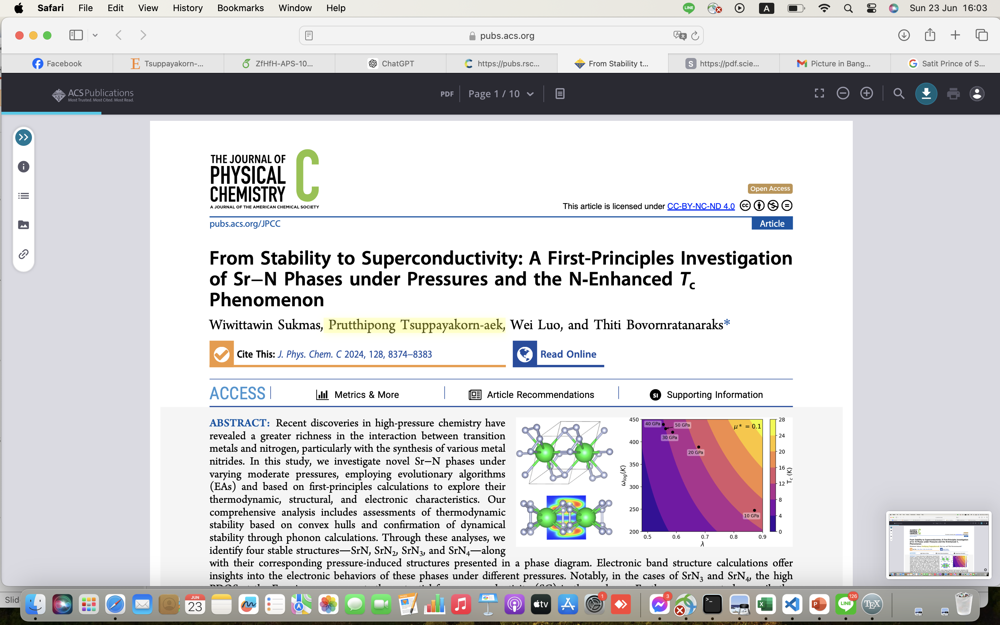 Safari File Edit View History Bookmarks Window Help LINE A Sun 23 Jun 16:03
pubs.acs.org
Facebook
Tsuppayakorn-...
ZfHfH-APS-10...
ChatGPT
https://pubs.rsc...
From Stability t...
https://pdf.scie...
Picture in Bang...
Satit Prince of S...
ACS Publications
Most Trusted. Most Cited. Most Read.
PDF Page 1 / 10
THE JOURNAL OF
PHYSICAL
CHEMISTRY C
A JOURNAL OF THE AMERICAN CHEMICAL SOCIETY
Open Access
This article is licensed under CC-BY-NC-ND 4.0
pubs.acs.org/JPCC
Article
From Stability to Superconductivity: A First-Principles Investigation
of Sr−N Phases under Pressures and the N-Enhanced Tc
Phenomenon
Wiwittawin Sukmas, Prutthipong Tsuppayakorn-aek, Wei Luo, and Thiti Bovornratanaraks*
Cite This: J. Phys. Chem. C 2024, 128, 8374−8383
Read Online
ACCESS
Metrics & More
Article Recommendations
SI Supporting Information
ABSTRACT: Recent discoveries in high-pressure chemistry have
revealed a greater richness in the interaction between transition
metals and nitrogen, particularly with the synthesis of various metal
nitrides. In this study, we investigate novel Sr−N phases under
varying moderate pressures, employing evolutionary algorithms
(EAs) and based on first-principles calculations to explore their
thermodynamic, structural, and electronic characteristics. Our
comprehensive analysis includes assessments of thermodynamic
stability based on convex hulls and confirmation of dynamical
stability through phonon calculations. Through these analyses, we
identify four stable structures—SrN, SrN2, SrN3, and SrN4—along
with their corresponding pressure-induced structures presented in a phase diagram. Electronic band structure calculations offer
insights into the electronic behaviors of these phases under different pressures. Notably, in the cases of SrN3 and SrN4, the high
450
400
350
300
250
200
ωlog(K)
40 GPa
50 GPa
30 GPa
20 GPa
10 GPa
μ* = 0.1
0.5 0.6 0.7 0.8 0.9
λ
28
24
20
16
12
8
4
0
Tc (K)
Slid
JUN
23
tv
1
3
126
LINE
TEX